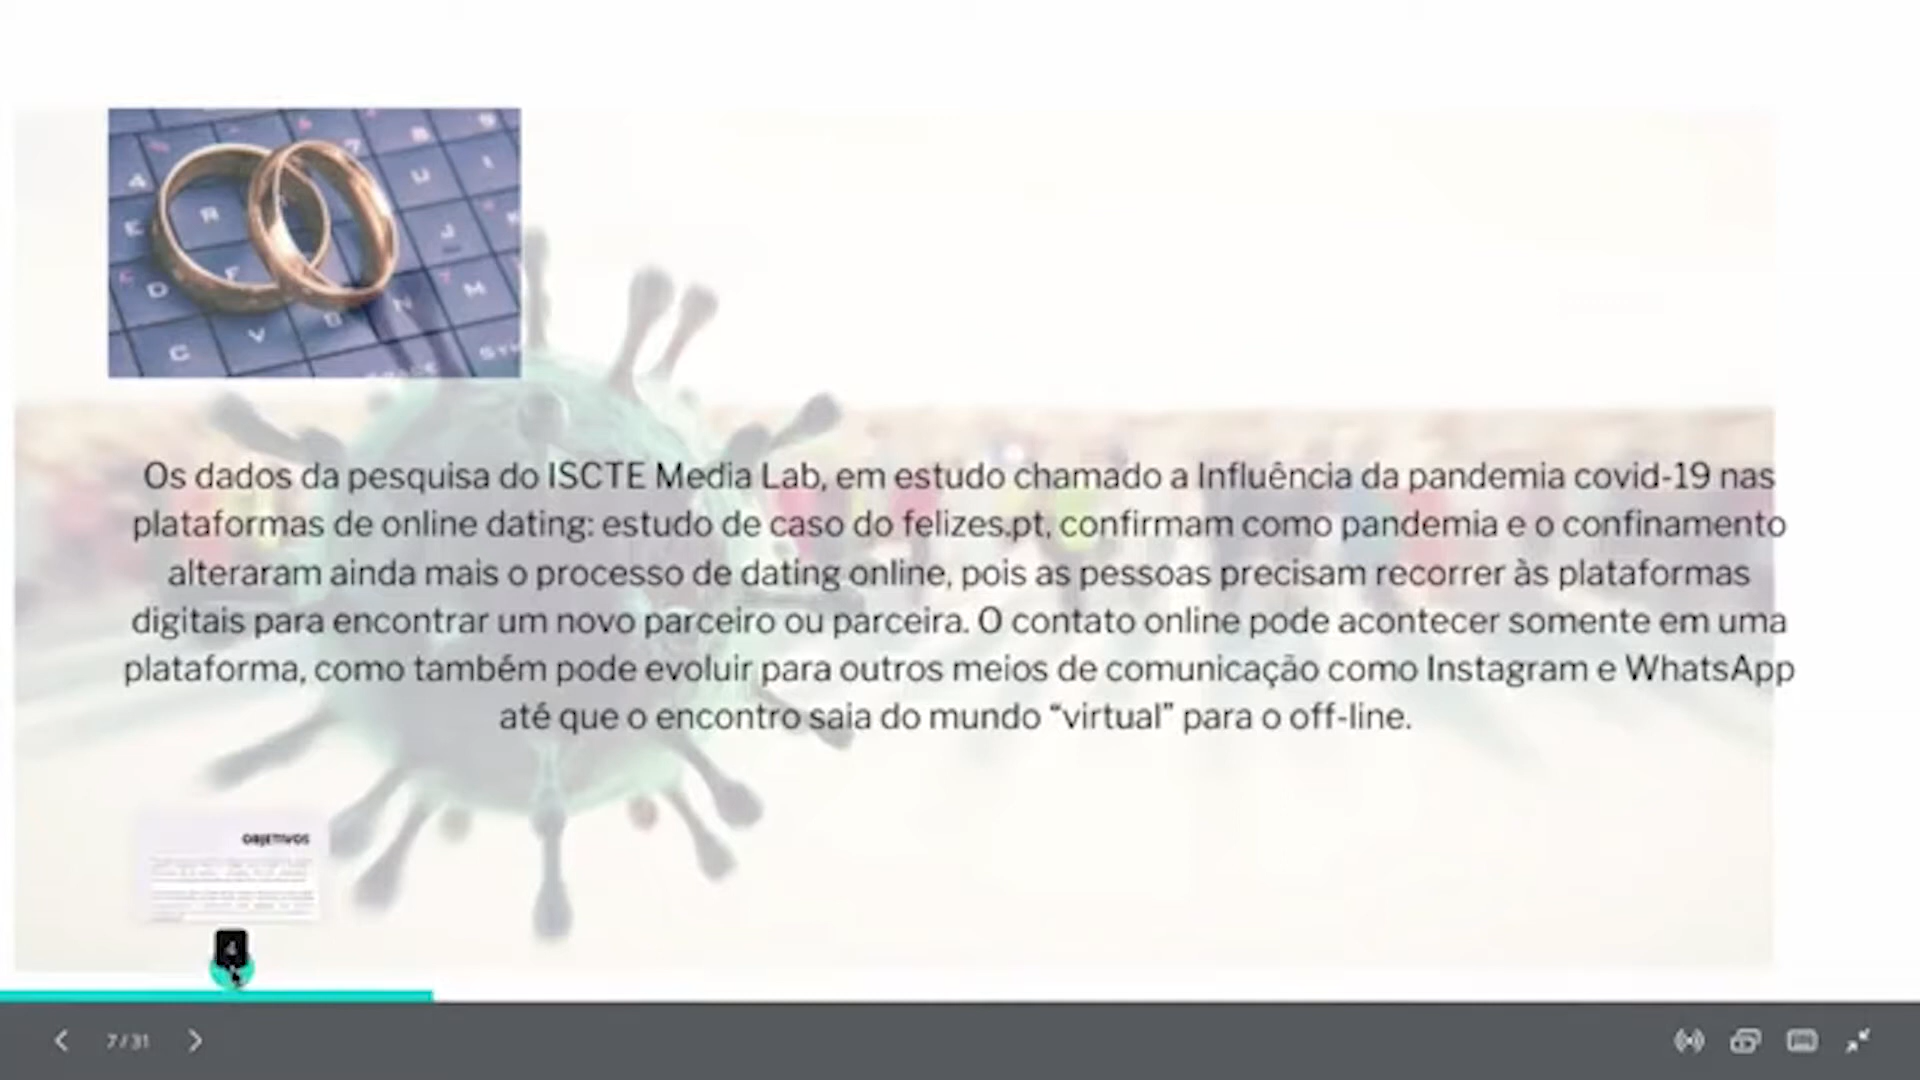 Os dados da pesquisa do ISCTE Media Lab, em estudo chamado a Influência da pandemia covid-19 nas
plataformas de online dating: estudo de caso do felizes.pt, confirmam como pandemia e o confinamento
alteraram ainda mais o processo de dating online, pois as pessoas precisam recorrer às plataformas
digitais para encontrar um novo parceiro ou parceira. O contato online pode acontecer somente em uma
plataforma, como também pode evoluir para outros meios de comunicação como Instagram e WhatsApp
até que o encontro saia do mundo “virtual” para o off-line.
OBJETIVOS
4
7 / 31